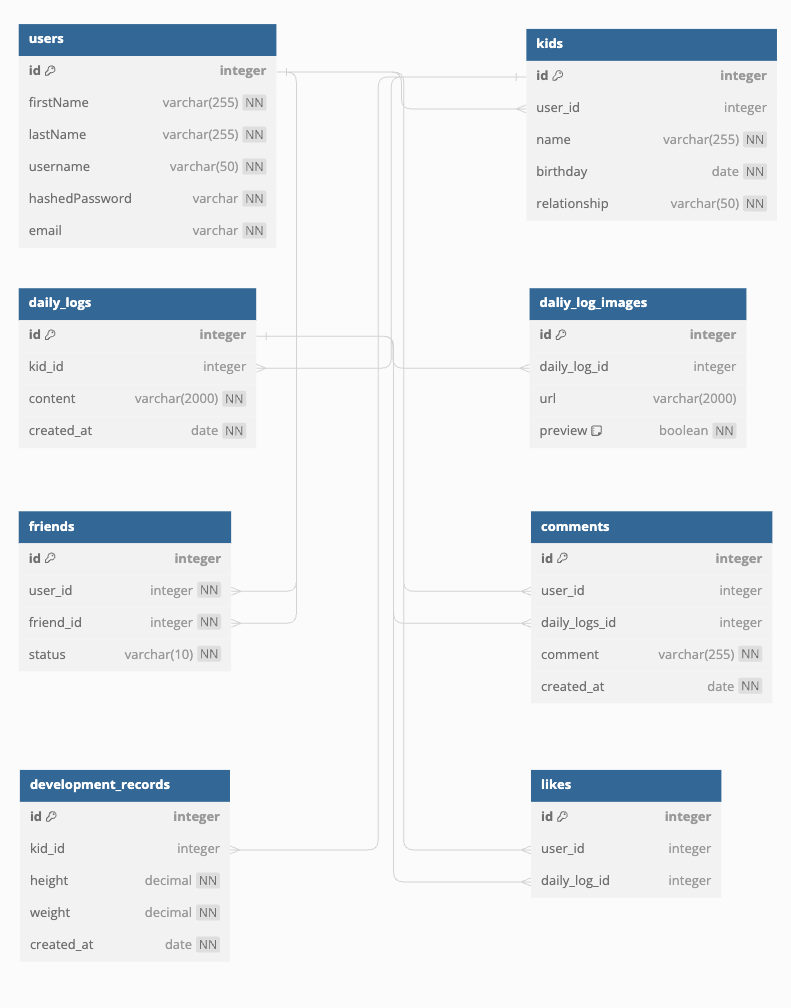 users
id integer
firstName varchar(255) NN
lastName varchar(255) NN
username varchar(50) NN
hashedPassword varchar NN
email varchar NN
kids
id integer
user_id integer
name varchar(255) NN
birthday date NN
relationship varchar(50) NN
daily_logs
id integer
kid_id integer
content varchar(2000) NN
created_at date NN
daliy_log_images
id integer
daily_log_id integer
url varchar(2000)
preview boolean NN
friends
id integer
user_id integer NN
friend_id integer NN
status varchar(10) NN
comments
id integer
user_id integer
daily_logs_id integer
comment varchar(255) NN
created_at date NN
development_records
id integer
kid_id integer
height decimal NN
weight decimal NN
created_at date NN
likes
id integer
user_id integer
daily_log_id integer